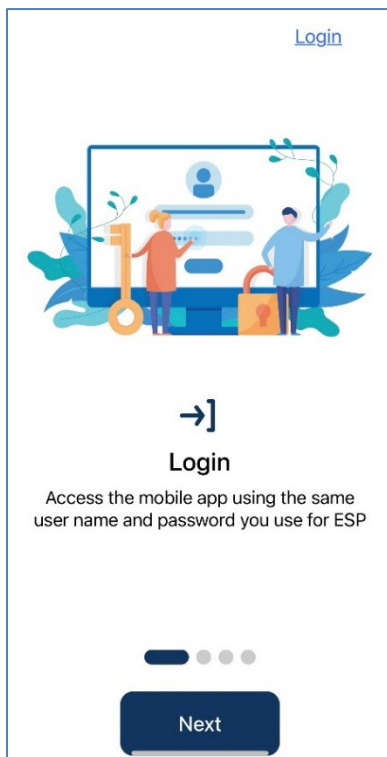 Login
Login
Access the mobile app using the same
user name and password you use for ESP
Next